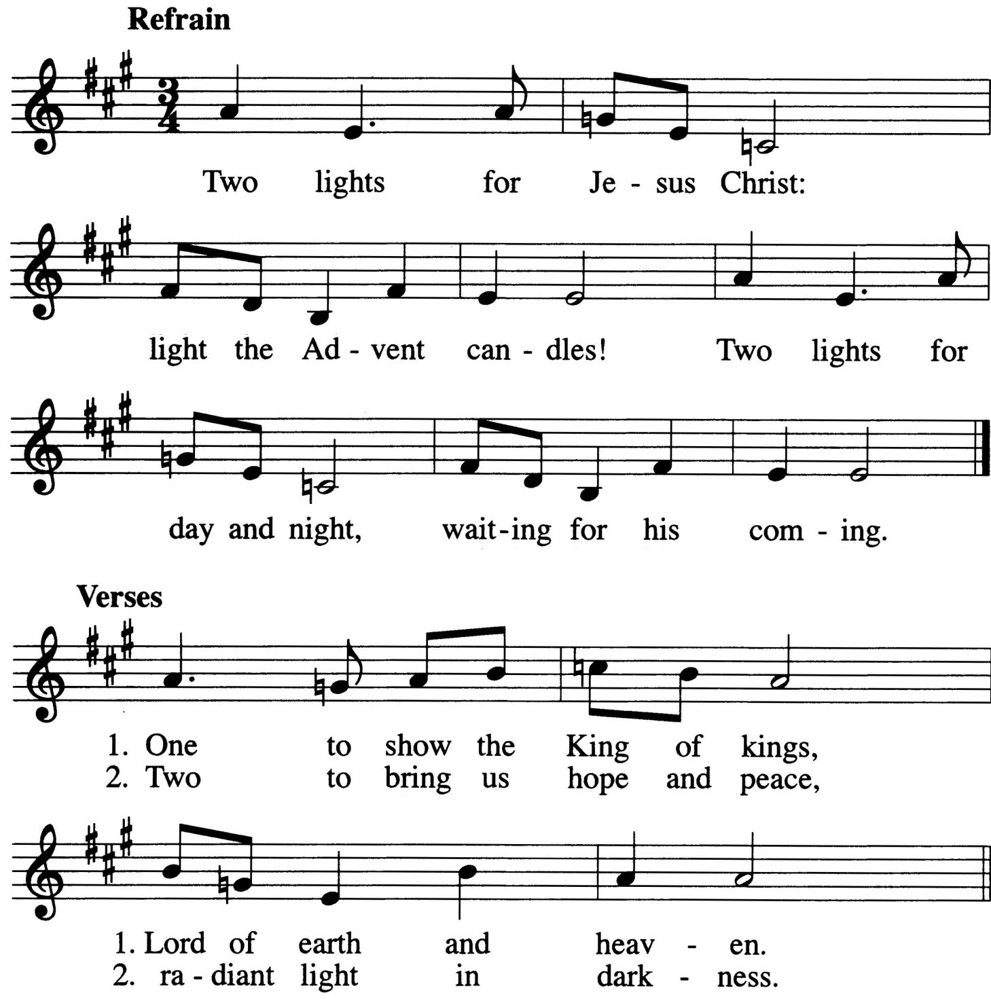 Refrain
3
4
Two lights for Je - sus Christ:
light the Ad - vent can - dles! Two lights for
day and night, wait - ing for his com - ing.
Verses
1. One to show the King of kings,
2. Two to bring us hope and peace,
1. Lord of earth and heav - en.
2. ra - diant light in dark - ness.